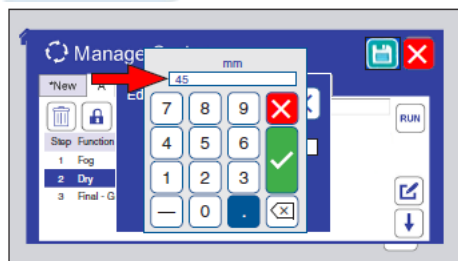 Manage
mm
45
*New A Ed
7 8 9
RUN
4 5 6
Step Function
1 Fog
1 2 3
2 Dry
3 Final - G
— 0 .